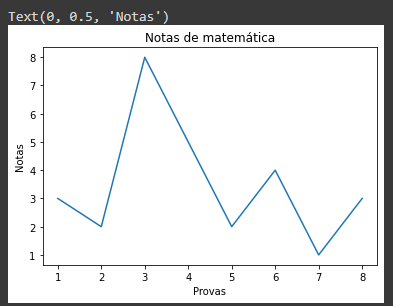 Text(0, 0.5, 'Notas')
Notas de matemática
8
7
6
5
4
3
2
1
Notas
1 2 3 4 5 6 7 8
Provas